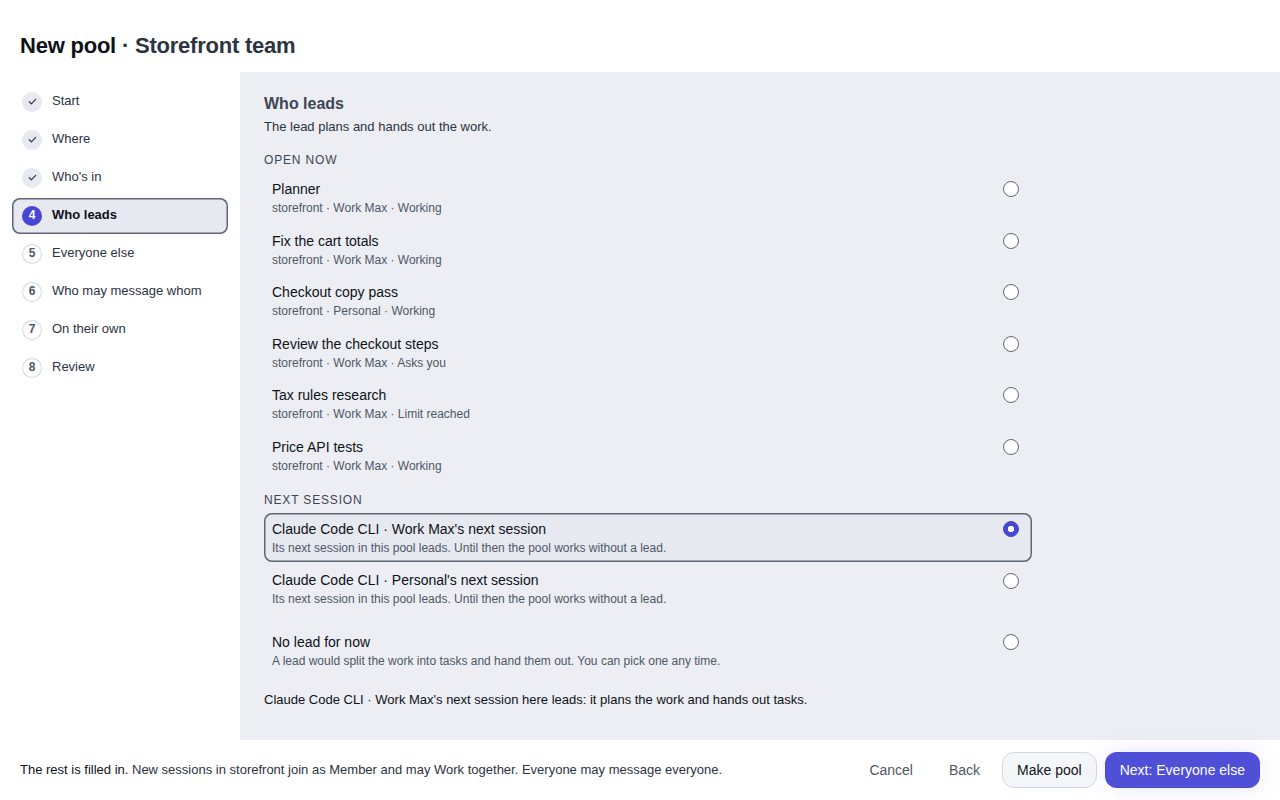 New pool · Storefront team
Start
Where
Who's in
4 Who leads
5 Everyone else
6 Who may message whom
7 On their own
8 Review
Who leads
The lead plans and hands out the work.
OPEN NOW
Planner
storefront · Work Max · Working
Fix the cart totals
storefront · Work Max · Working
Checkout copy pass
storefront · Personal · Working
Review the checkout steps
storefront · Work Max · Asks you
Tax rules research
storefront · Work Max · Limit reached
Price API tests
storefront · Work Max · Working
NEXT SESSION
Claude Code CLI · Work Max's next session
Its next session in this pool leads. Until then the pool works without a lead.
Claude Code CLI · Personal's next session
Its next session in this pool leads. Until then the pool works without a lead.
No lead for now
A lead would split the work into tasks and hand them out. You can pick one any time.
Claude Code CLI · Work Max's next session here leads: it plans the work and hands out tasks.
The rest is filled in. New sessions in storefront join as Member and may Work together. Everyone may message everyone.
Cancel
Back
Make pool
Next: Everyone else